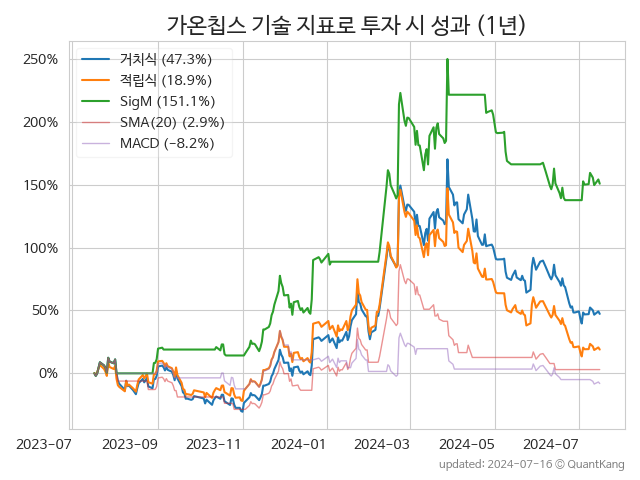 가온칩스 기술 지표로 투자 시 성과 (1년)
250%
200%
150%
100%
50%
0%
거치식 (47.3%)
적립식 (18.9%)
SigM (151.1%)
SMA(20) (2.9%)
MACD (−8.2%)
2023-07
2023-09
2023-11
2024-01
2024-03
2024-05
2024-07
updated: 2024-07-16 © QuantKang